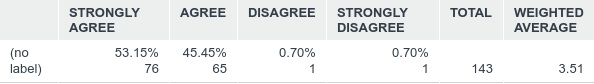 STRONGLY AGREE DISAGREE STRONGLY TOTAL WEIGHTED
AGREE DISAGREE AVERAGE
(no 53.15% 45.45% 0.70% 0.70%
label) 76 65 1 1 143 3.51